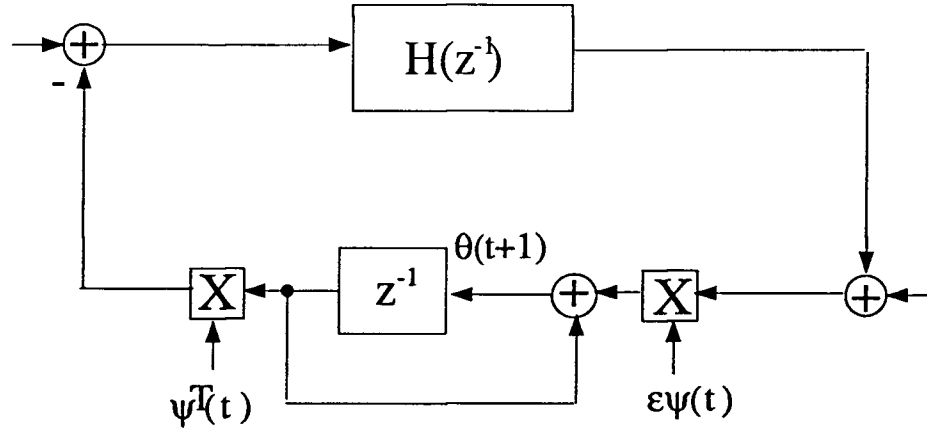 +
H(z⁻¹)
-
θ(t+1)
X
z⁻¹
+
X
+
ψᵀ(t)
εψ(t)